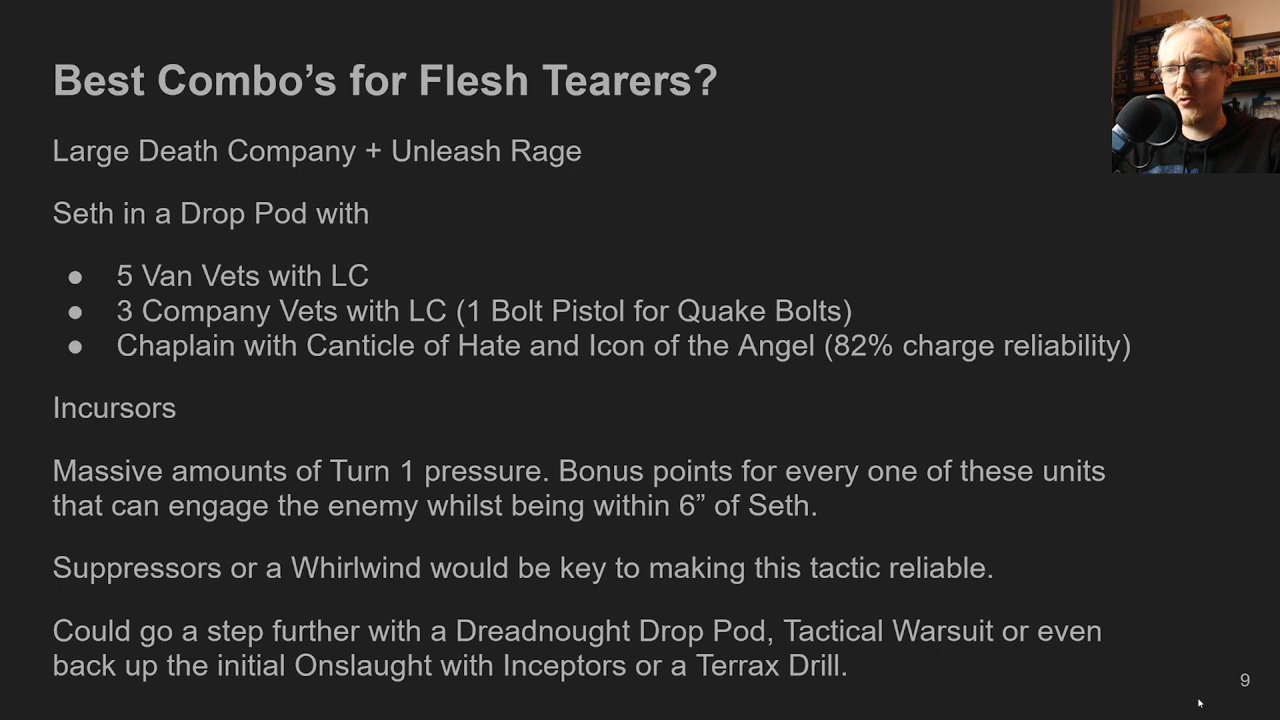 Best Combo’s for Flesh Tearers?
Large Death Company + Unleash Rage
Seth in a Drop Pod with
● 5 Van Vets with LC
● 3 Company Vets with LC (1 Bolt Pistol for Quake Bolts)
● Chaplain with Canticle of Hate and Icon of the Angel (82% charge reliability)
Incursors
Massive amounts of Turn 1 pressure. Bonus points for every one of these units
that can engage the enemy whilst being within 6” of Seth.
Suppressors or a Whirlwind would be key to making this tactic reliable.
Could go a step further with a Dreadnought Drop Pod, Tactical Warsuit or even
back up the initial Onslaught with Inceptors or a Terrax Drill.
9